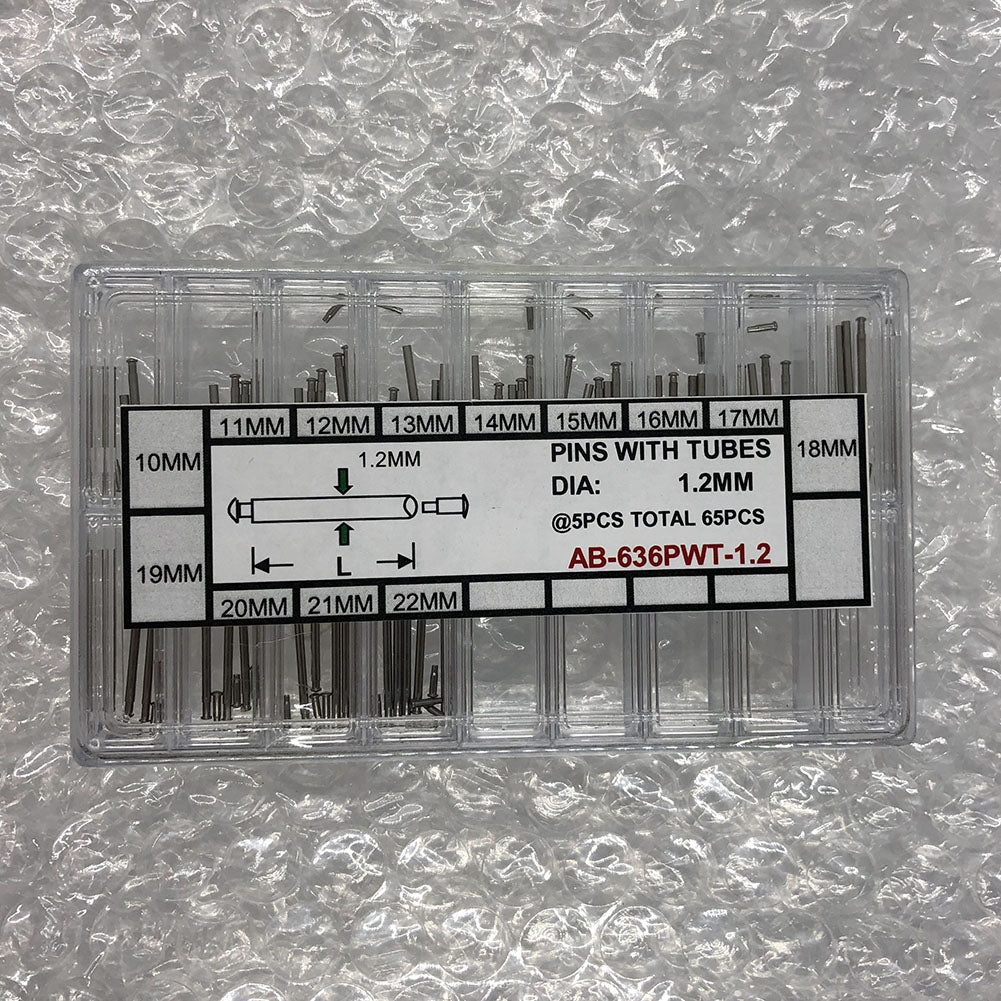 10MM
11MM
12MM
13MM
14MM
15MM
16MM
17MM
18MM
1.2MM
PINS WITH TUBES
DIA: 1.2MM
@5PCS TOTAL 65PCS
AB-636PWT-1.2
L
19MM
20MM
21MM
22MM